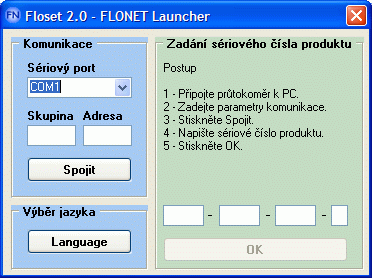 FN Floset 2.0 - FLONET Launcher
Komunikace
Sériový port
COM1
Skupina Adresa
Spojit
Výběr jazyka
Language
Zadání sériového čísla produktu
Postup
1 - Připojte průtokoměr k PC.
2 - Zadejte parametry komunikace.
3 - Stiskněte Spojit.
4 - Napište sériové číslo produktu.
5 - Stiskněte OK.
- - -
OK